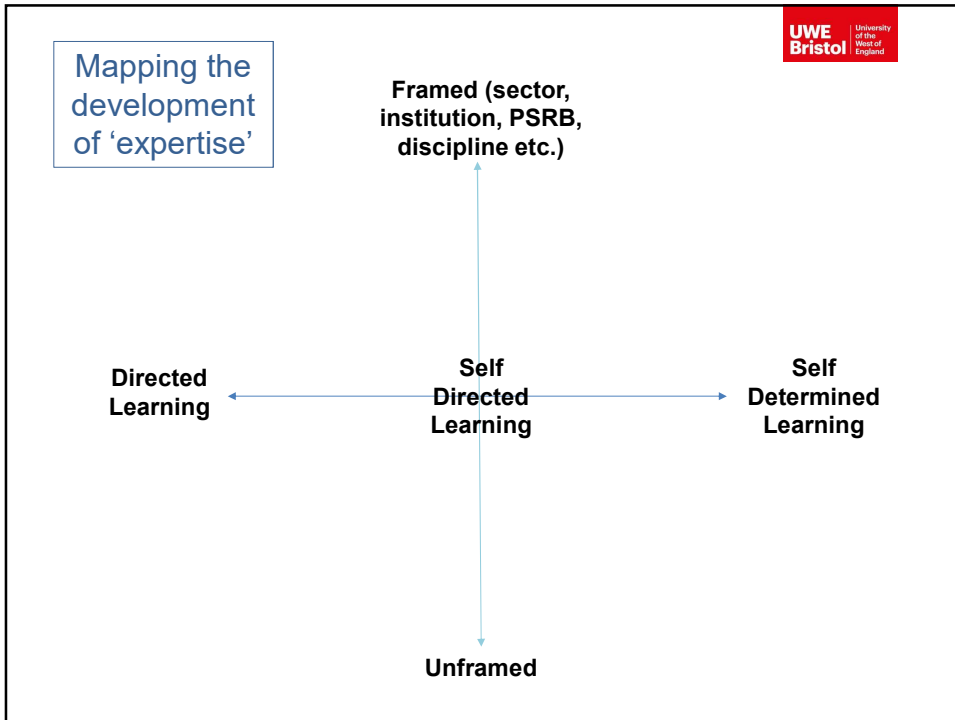 Mapping the
development
of ‘expertise’
UWE
Bristol
University
of the
West of
England
Framed (sector,
institution, PSRB,
discipline etc.)
Directed
Learning
Self
Directed
Learning
Self
Determined
Learning
Unframed